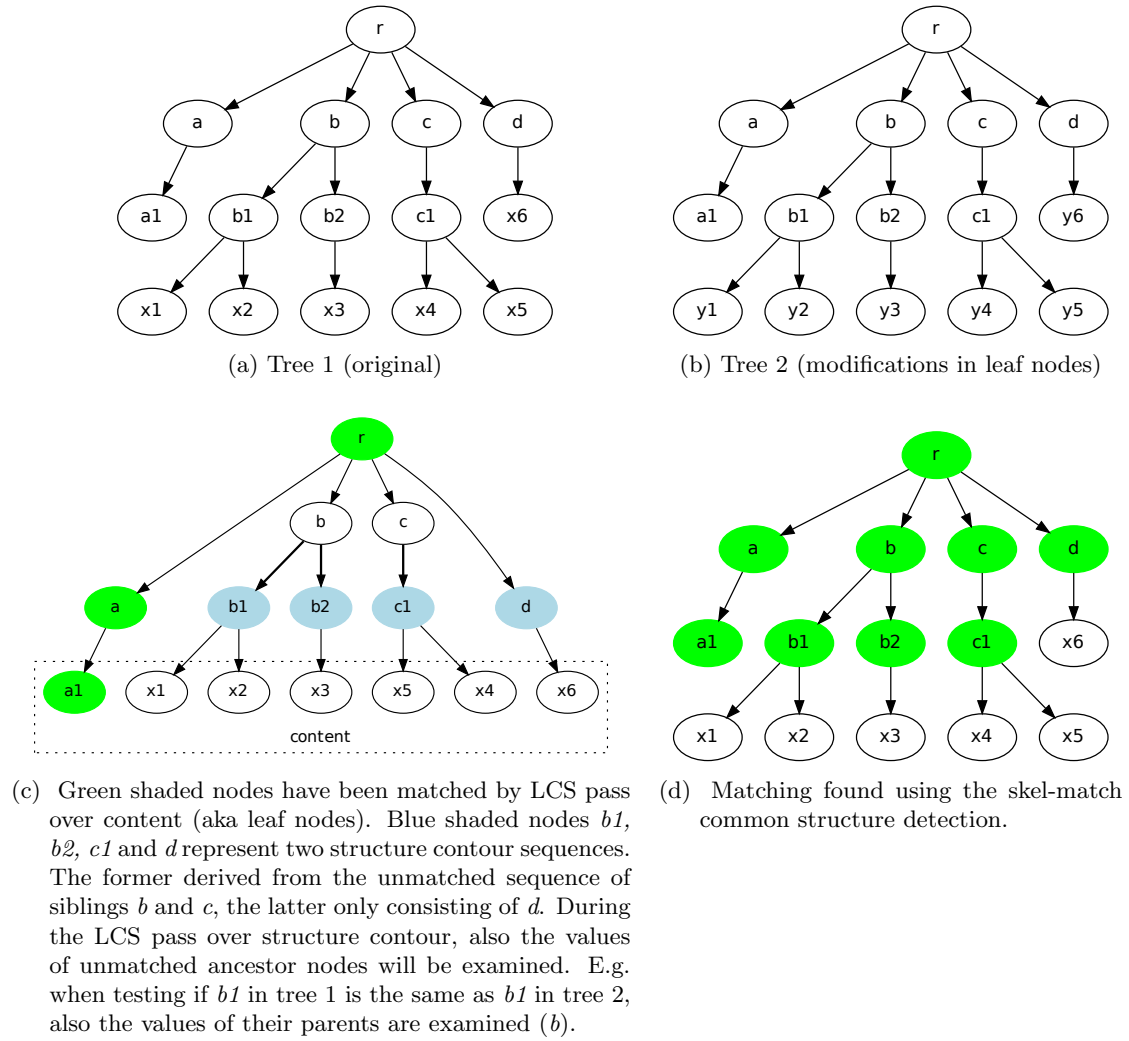 r
a b c d
a1 b1 b2 c1 x6
x1 x2 x3 x4 x5
(a) Tree 1 (original)
r
a b c d
a1 b1 b2 c1 y6
y1 y2 y3 y4 y5
(b) Tree 2 (modifications in leaf nodes)
r
b c
a b1 b2 c1 d
a1 x1 x2 x3 x5 x4 x6
content
(c) Green shaded nodes have been matched by LCS pass
over content (aka leaf nodes). Blue shaded nodes b1,
b2, c1 and d represent two structure contour sequences.
The former derived from the unmatched sequence of
siblings b and c, the latter only consisting of d. During
the LCS pass over structure contour, also the values
of unmatched ancestor nodes will be examined. E.g.
when testing if b1 in tree 1 is the same as b1 in tree 2,
also the values of their parents are examined (b).
r
a b c d
a1 b1 b2 c1 x6
x1 x2 x3 x4 x5
(d) Matching found using the skel-match
common structure detection.